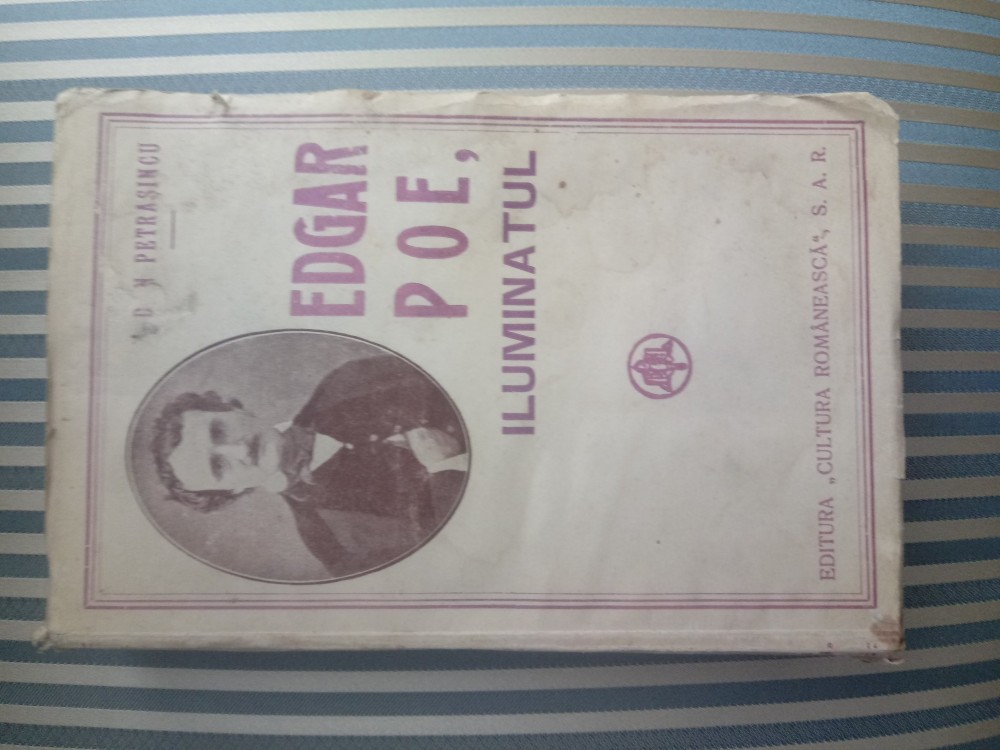 D N PETRAȘINCU
EDGAR
POE,
ILUMINATUL
EDITURA „CULTURA ROMÂNEASCĂ“, S. A. R.